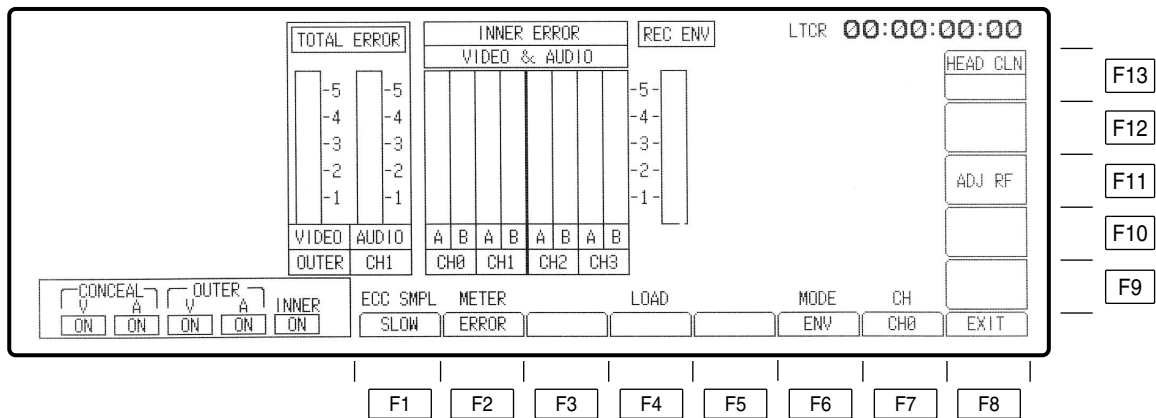 TOTAL ERROR INNER ERROR REC ENV LTCR 00:00:00:00
VIDEO & AUDIO HEAD CLN F13
-5 -5 -5-
-4 -4 -4- F12
-3 -3 -3-
-2 -2 -2- ADJ RF F11
-1 -1 -1-
VIDEO AUDIO A B A B A B A B F10
OUTER CH1 CH0 CH1 CH2 CH3
F9
CONCEAL OUTER
V A V A INNER ECC SMPL METER LOAD MODE CH
ON ON ON ON ON SLOW ERROR ENV CH0 EXIT
F1 F2 F3 F4 F5 F6 F7 F8